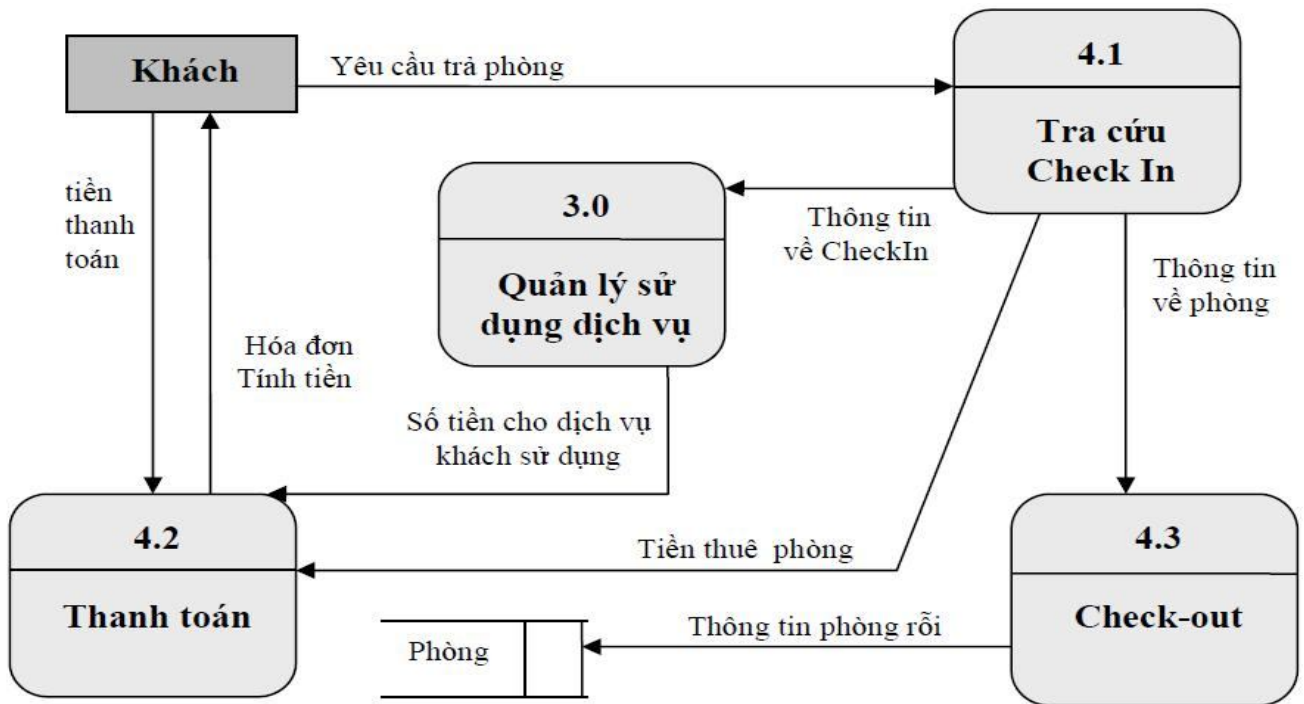 Khách
Yêu cầu trả phòng
4.1
Tra cứu
Check In
tiền
thanh
toán
3.0
Quản lý sử
dụng dịch vụ
Thông tin
về CheckIn
Thông tin
về phòng
Hóa đơn
Tính tiền
Số tiền cho dịch vụ
khách sử dụng
4.2
Thanh toán
Tiền thuê phòng
4.3
Check-out
Phòng
Thông tin phòng rỗi